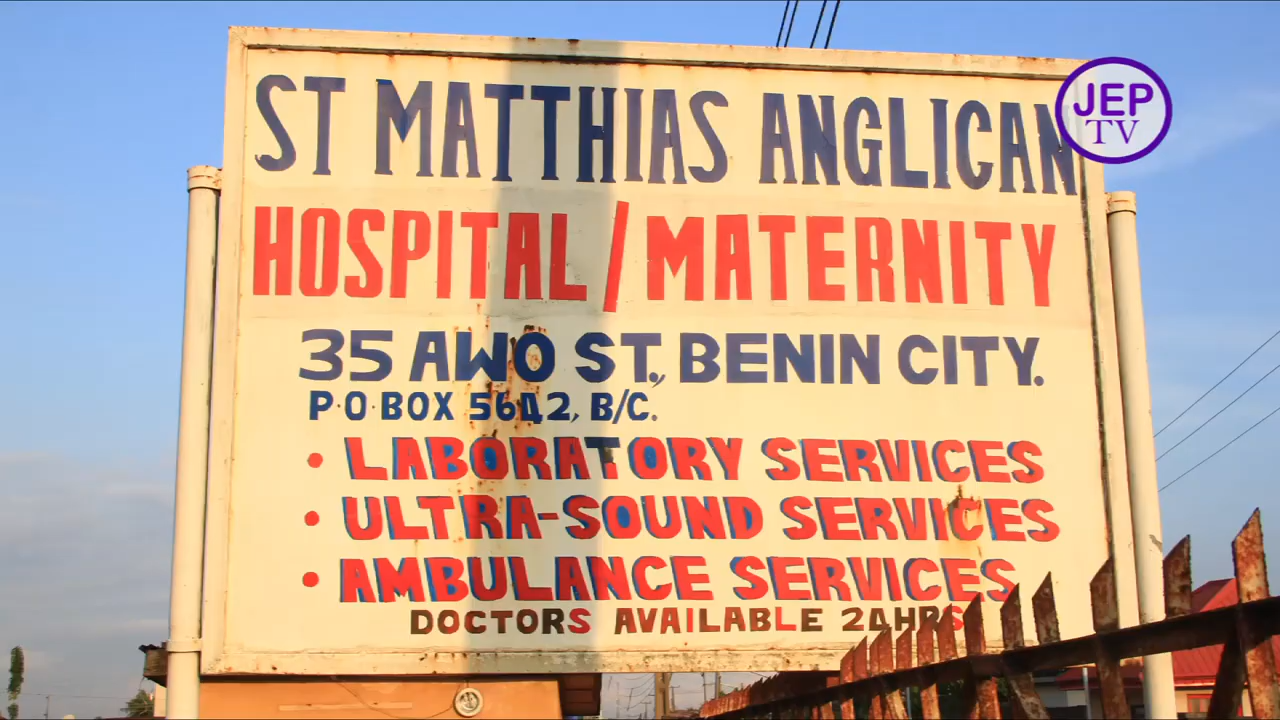 ST MATTHIAS ANGLICAN
HOSPITAL/MATERNITY
35 AWO ST., BENIN CITY.
P.O.BOX 5642, B/C.
• LABORATORY SERVICES
• ULTRA-SOUND SERVICES
• AMBULANCE SERVICES
DOCTORS AVAILABLE 24HRS
JEP
TV